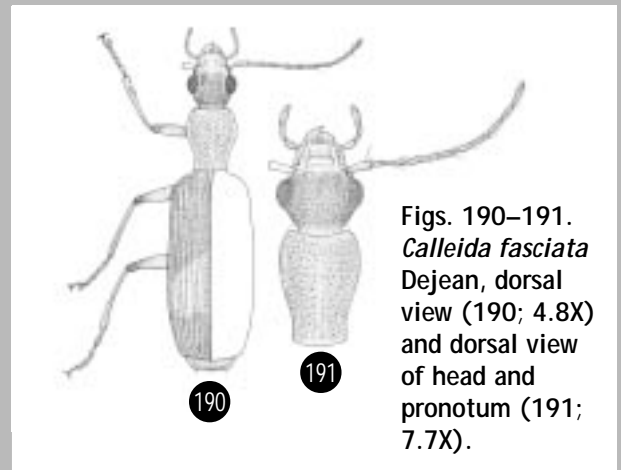 Figs. 190–191.
Calleida fasciata
Dejean, dorsal
view (190; 4.8X)
and dorsal view
of head and
pronotum (191;
7.7X).
190
191